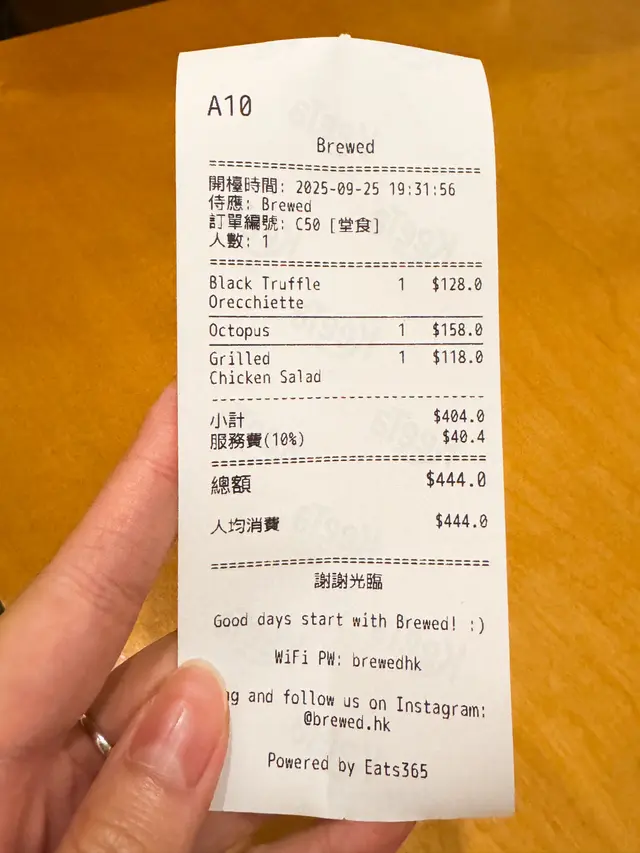 A10
Brewed
================================
開檯時間: 2025-09-25 19:31:56
侍應: Brewed
訂單編號: C50 [堂食]
人數: 1
================================
Black Truffle 1 $128.0
Orecchiette
Octopus 1 $158.0
Grilled 1 $118.0
Chicken Salad
--------------------------------
小計 $404.0
服務費(10%) $40.4
================================
總額 $444.0
人均消費 $444.0
================================
謝謝光臨
Good days start with Brewed! :)
WiFi PW: brewedhk
and follow us on Instagram:
@brewed.hk
Powered by Eats365